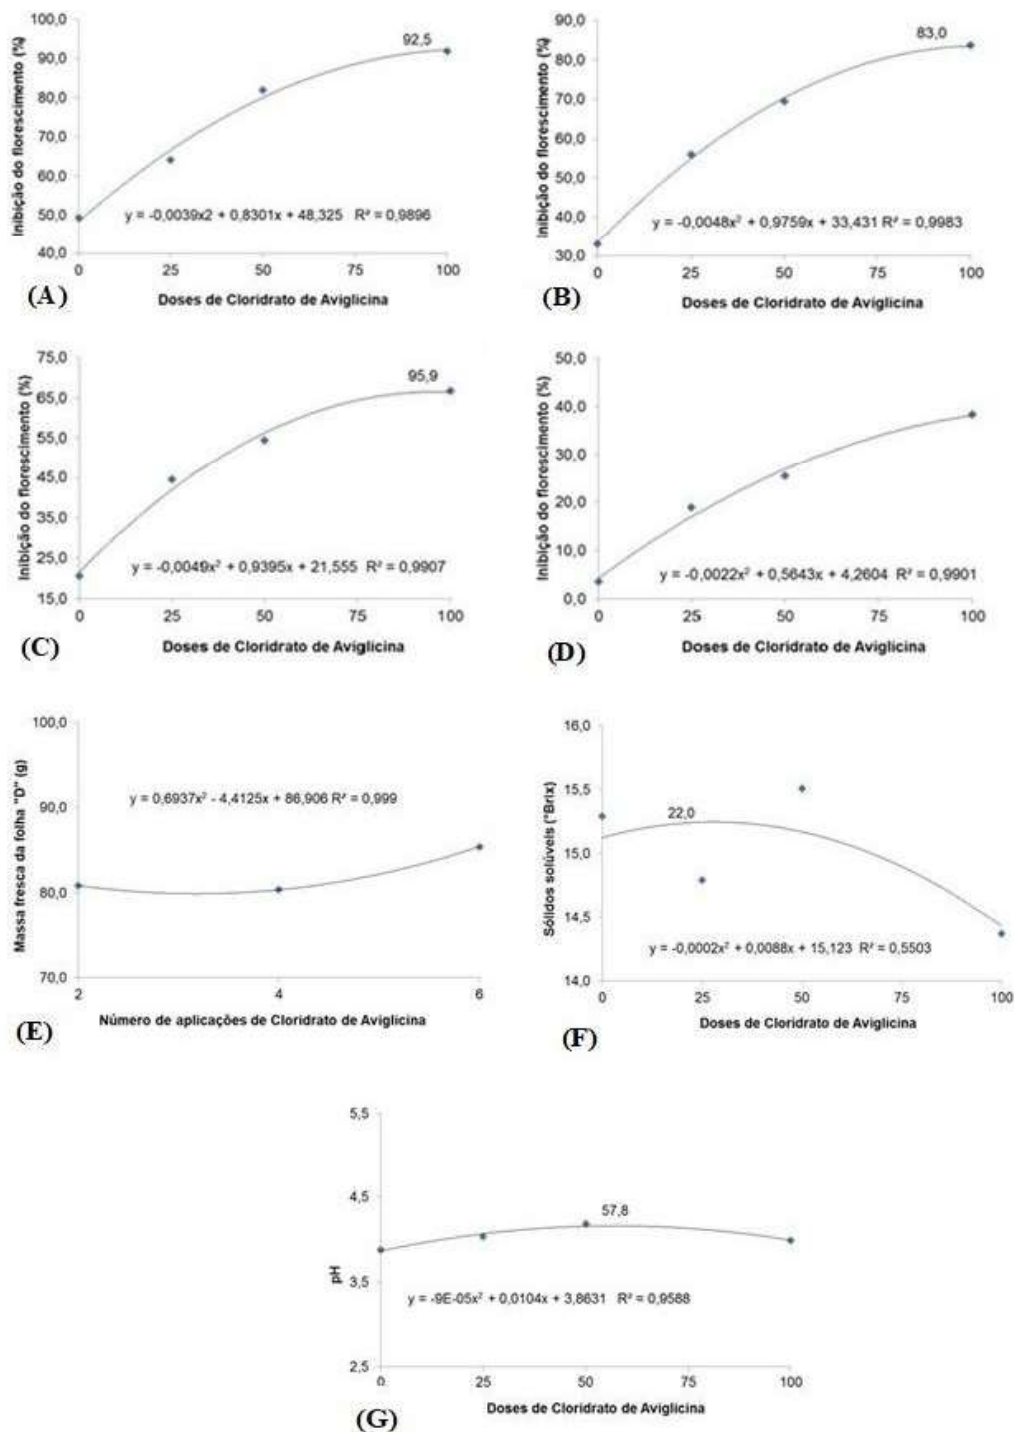 100,0
90,0
80,0
70,0
60,0
50,0
40,0
Inibição do florescimento (%)
92,5
y = -0,0039x2 + 0,8301x + 48,325 R² = 0,9896
0 25 50 75 100
Doses de Cloridrato de Aviglicina
(A)
90,0
80,0
70,0
60,0
50,0
40,0
30,0
Inibição do florescimento (%)
83,0
y = -0,0048x² + 0,9759x + 33,431 R² = 0,9983
0 25 50 75 100
Doses de Cloridrato de Aviglicina
(B)
75,0
65,0
55,0
45,0
35,0
25,0
15,0
Inibição do florescimento (%)
95,9
y = -0,0049x² + 0,9395x + 21,555 R² = 0,9907
0 25 50 75 100
Doses de Cloridrato de Aviglicina
(C)
50,0
40,0
30,0
20,0
10,0
0,0
Inibição do florescimento (%)
y = -0,0022x² + 0,5643x + 4,2604 R² = 0,9901
0 25 50 75 100
Doses de Cloridrato de Aviglicina
(D)
100,0
90,0
80,0
70,0
Massa fresca da folha "D" (g)
y = 0,6937x² - 4,4125x + 86,906 R² = 0,999
2 4 6
Número de aplicações de Cloridrato de Aviglicina
(E)
16,0
15,5
15,0
14,5
14,0
Sólidos solúveis (°Brix)
22,0
y = -0,0002x² + 0,0088x + 15,123 R² = 0,5503
0 25 50 75 100
Doses de Cloridrato de Aviglicina
(F)
5,5
4,5
3,5
2,5
pH
57,8
y = -9E-05x² + 0,0104x + 3,8631 R² = 0,9588
0 25 50 75 100
Doses de Cloridrato de Aviglicina
(G)